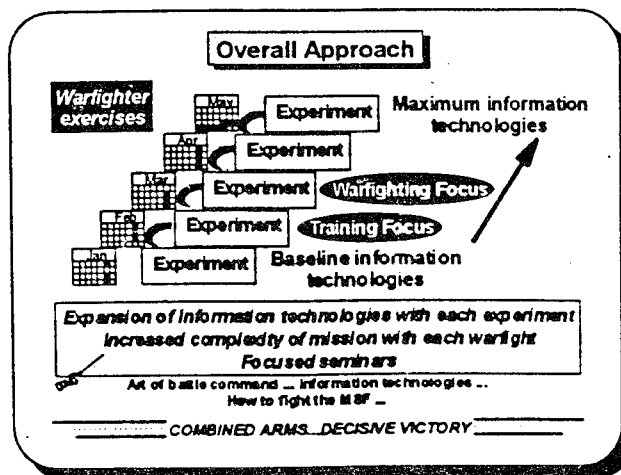 Overall Approach
Warfighter
exercises
May
Experiment
Maximum information
technologies
Apr
Experiment
Mar
Experiment
Warfighting Focus
Feb
Experiment
Training Focus
Jan
Experiment
Baseline information
technologies
Expansion of information technologies with each experiment
Increased complexity of mission with each warfight
Focused seminars
Art of battle command ... information technologies ...
How to fight the MSF ...
COMBINED ARMS...DECISIVE VICTORY